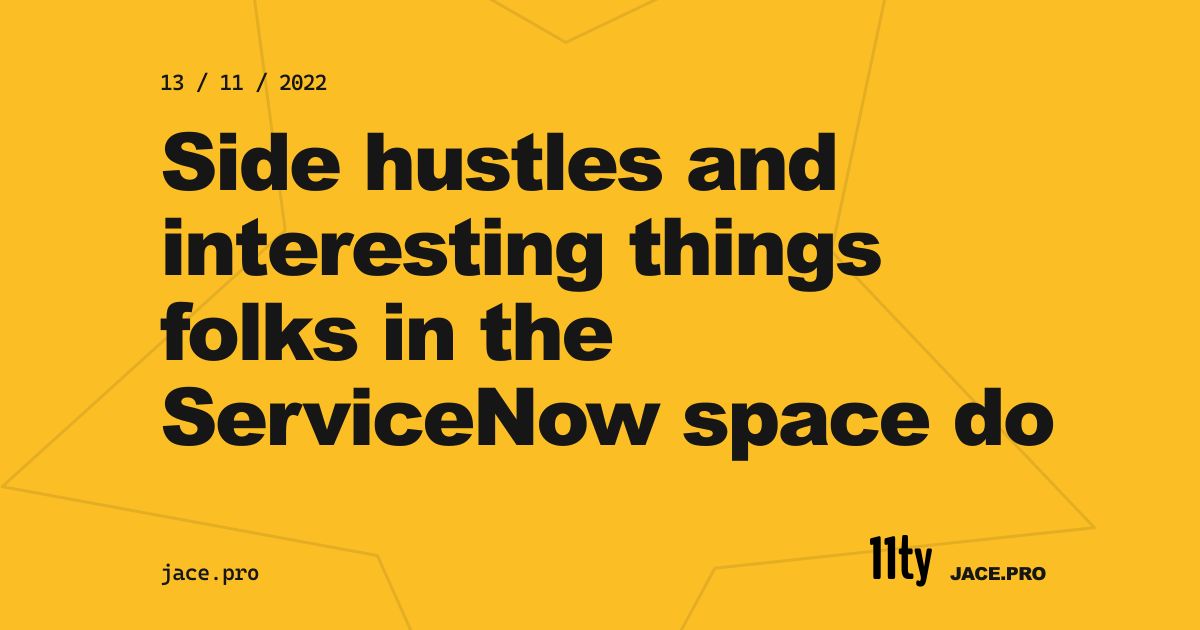 13 / 11 / 2022
Side hustles and
interesting things
folks in the
ServiceNow space do
jace.pro
11ty JACE.PRO